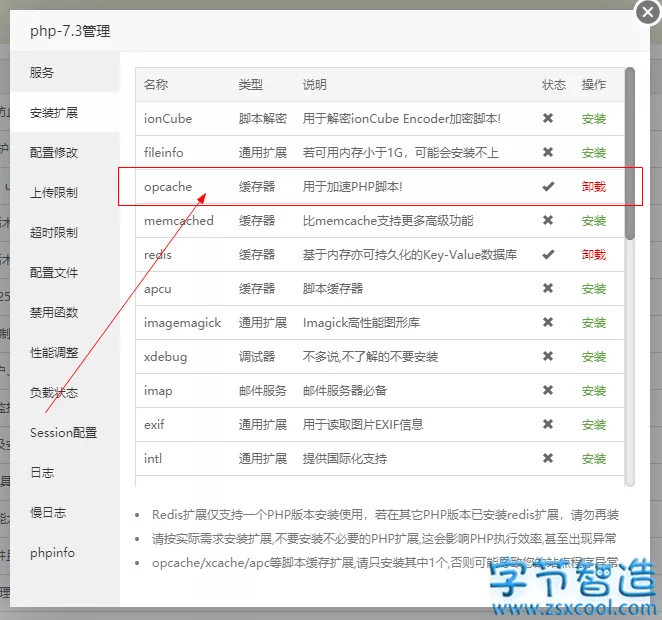 php-7.3管理
服务
安装扩展
配置修改
上传限制
超时限制
配置文件
禁用函数
性能调整
负载状态
Session配置
日志
慢日志
phpinfo
名称 类型 说明 状态 操作
ionCube 脚本解密 用于解密ionCube Encoder加密脚本! ✖ 安装
fileinfo 通用扩展 若可用内存小于1G，可能会安装不上 ✖ 安装
opcache 缓存器 用于加速PHP脚本! ✔ 卸载
memcached 缓存器 比memcache支持更多高级功能 ✖ 安装
redis 缓存器 基于内存亦可持久化的Key-Value数据库 ✔ 卸载
apcu 缓存器 脚本缓存器 ✖ 安装
imagemagick 通用扩展 Imagick高性能图形库 ✖ 安装
xdebug 调试器 不多说,不了解的不要安装 ✖ 安装
imap 邮件服务 邮件服务器必备 ✖ 安装
exif 通用扩展 用于读取图片EXIF信息 ✖ 安装
intl 通用扩展 提供国际化支持 ✖ 安装
• Redis扩展仅支持一个PHP版本安装使用，若在其它PHP版本已安装redis扩展，请勿再装
• 请按实际需求安装扩展,不要安装不必要的PHP扩展,这会影响PHP执行效率,甚至出现异常
• opcache/xcache/apc等脚本缓存扩展,请只安装其中1个,否则可能导致您的站点程序异常
字节智造
www.zsxcool.com